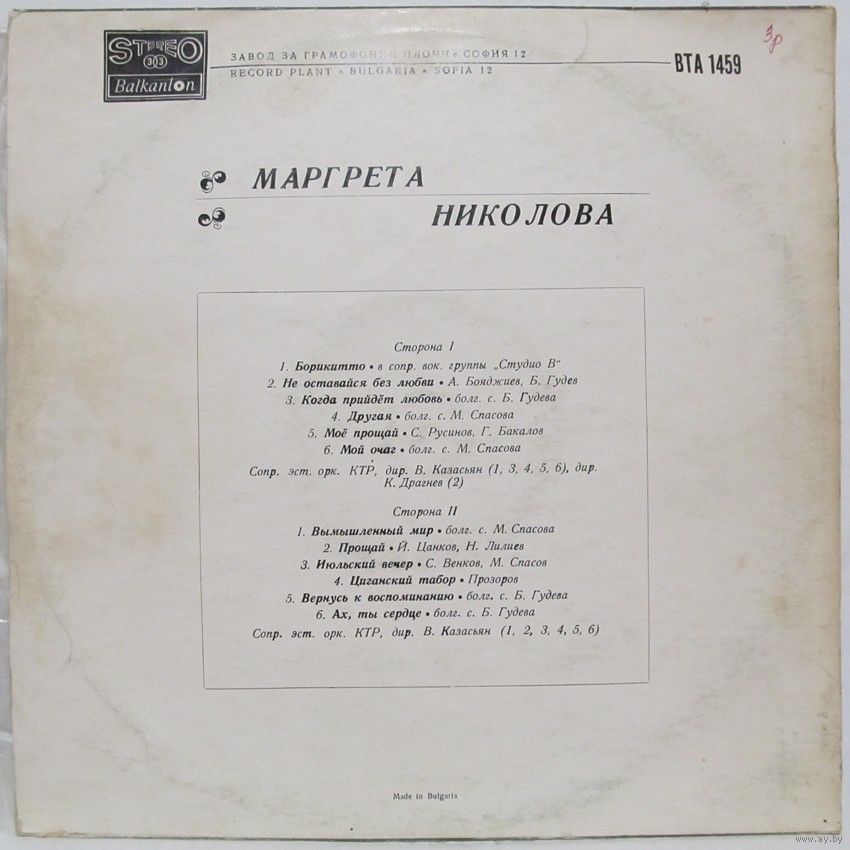 STEREO
303
Balkanton
ЗАВОД ЗА ГРАМОФОННИ ПЛОЧИ • СОФИЯ 12
RECORD PLANT • BULGARIA • SOFIA 12
ВТА 1459
3р
МАРГРЕТА
НИКОЛОВА
Сторона I
1. Борикитто • в сопр. вок. группы „Студио В“
2. Не оставайся без любви • А. Бояджиев, Б. Гудев
3. Когда прийдёт любовь • болг. с. Б. Гудева
4. Другая • болг. с. М. Спасова
5. Моё прощай • С. Русинов, Г. Бакалов
6. Мой очаг • болг. с. М. Спасова
Сопр. эст. орк. КТР, дир. В. Казасьян (1, 3, 4, 5, 6), дир.
К. Драгнев (2)
Сторона II
1. Вымышленный мир • болг. с. М. Спасова
2. Прощай • Й. Цанков, Н. Лилиев
3. Июльский вечер • С. Венков, М. Спасов
4. Циганский табор • Прозоров
5. Вернусь к воспоминанию • болг. с. Б. Гудева
6. Ах, ты сердце • болг. с. Б. Гудева
Сопр. эст. орк. КТР, дир. В. Казасьян (1, 2, 3, 4, 5, 6)
Made in Bulgaria
www.ay.by